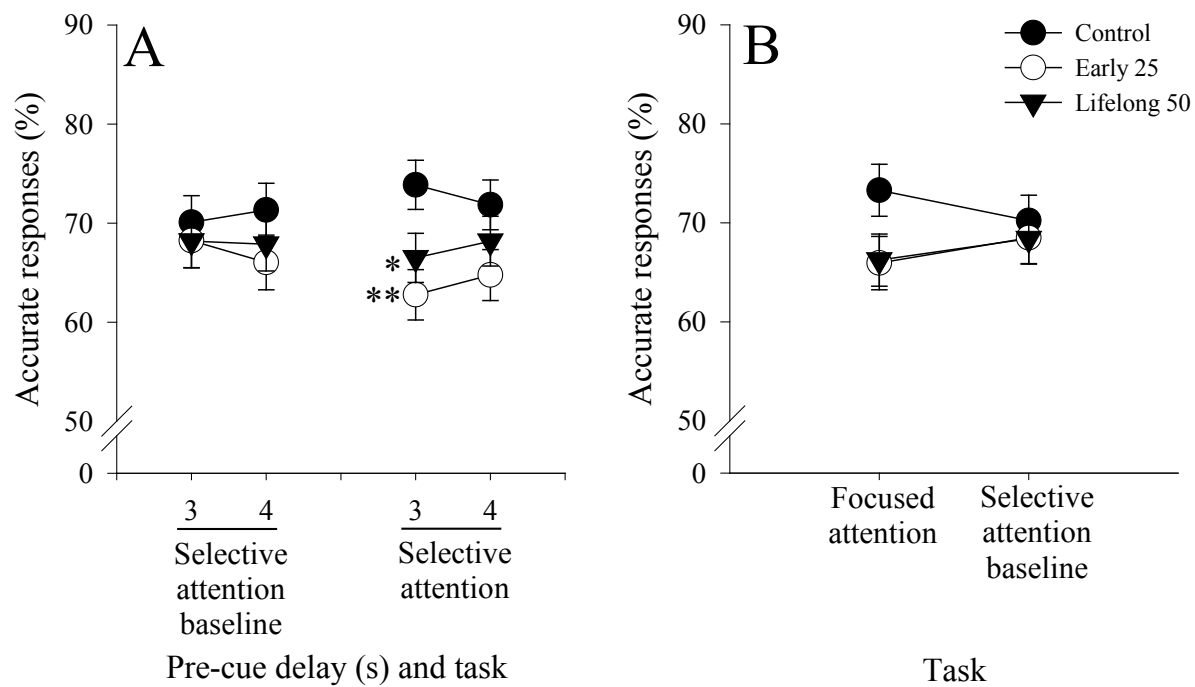 A
Accurate responses (%)
90
80
70
60
50
0
*
**
3 4 3 4
Selective
attention
baseline
Selective
attention
Pre-cue delay (s) and task
B
Control
Early 25
Lifelong 50
Accurate responses (%)
90
80
70
60
50
0
Focused
attention
Selective
attention
baseline
Task